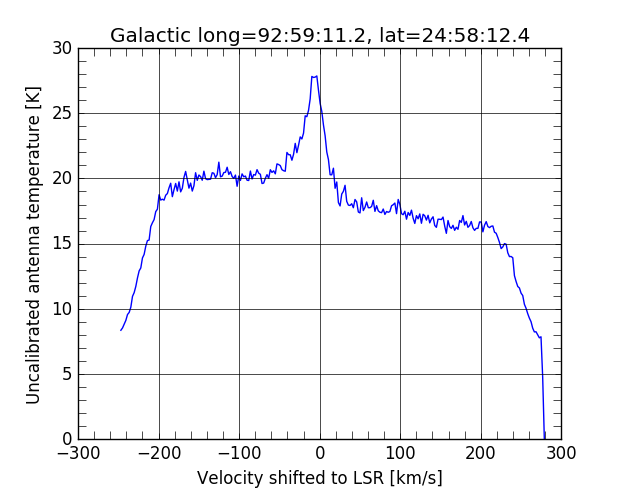 Galactic long=92:59:11.2, lat=24:58:12.4
Uncalibrated antenna temperature [K]
30
25
20
15
10
5
0
−300 −200 −100 0 100 200 300
Velocity shifted to LSR [km/s]